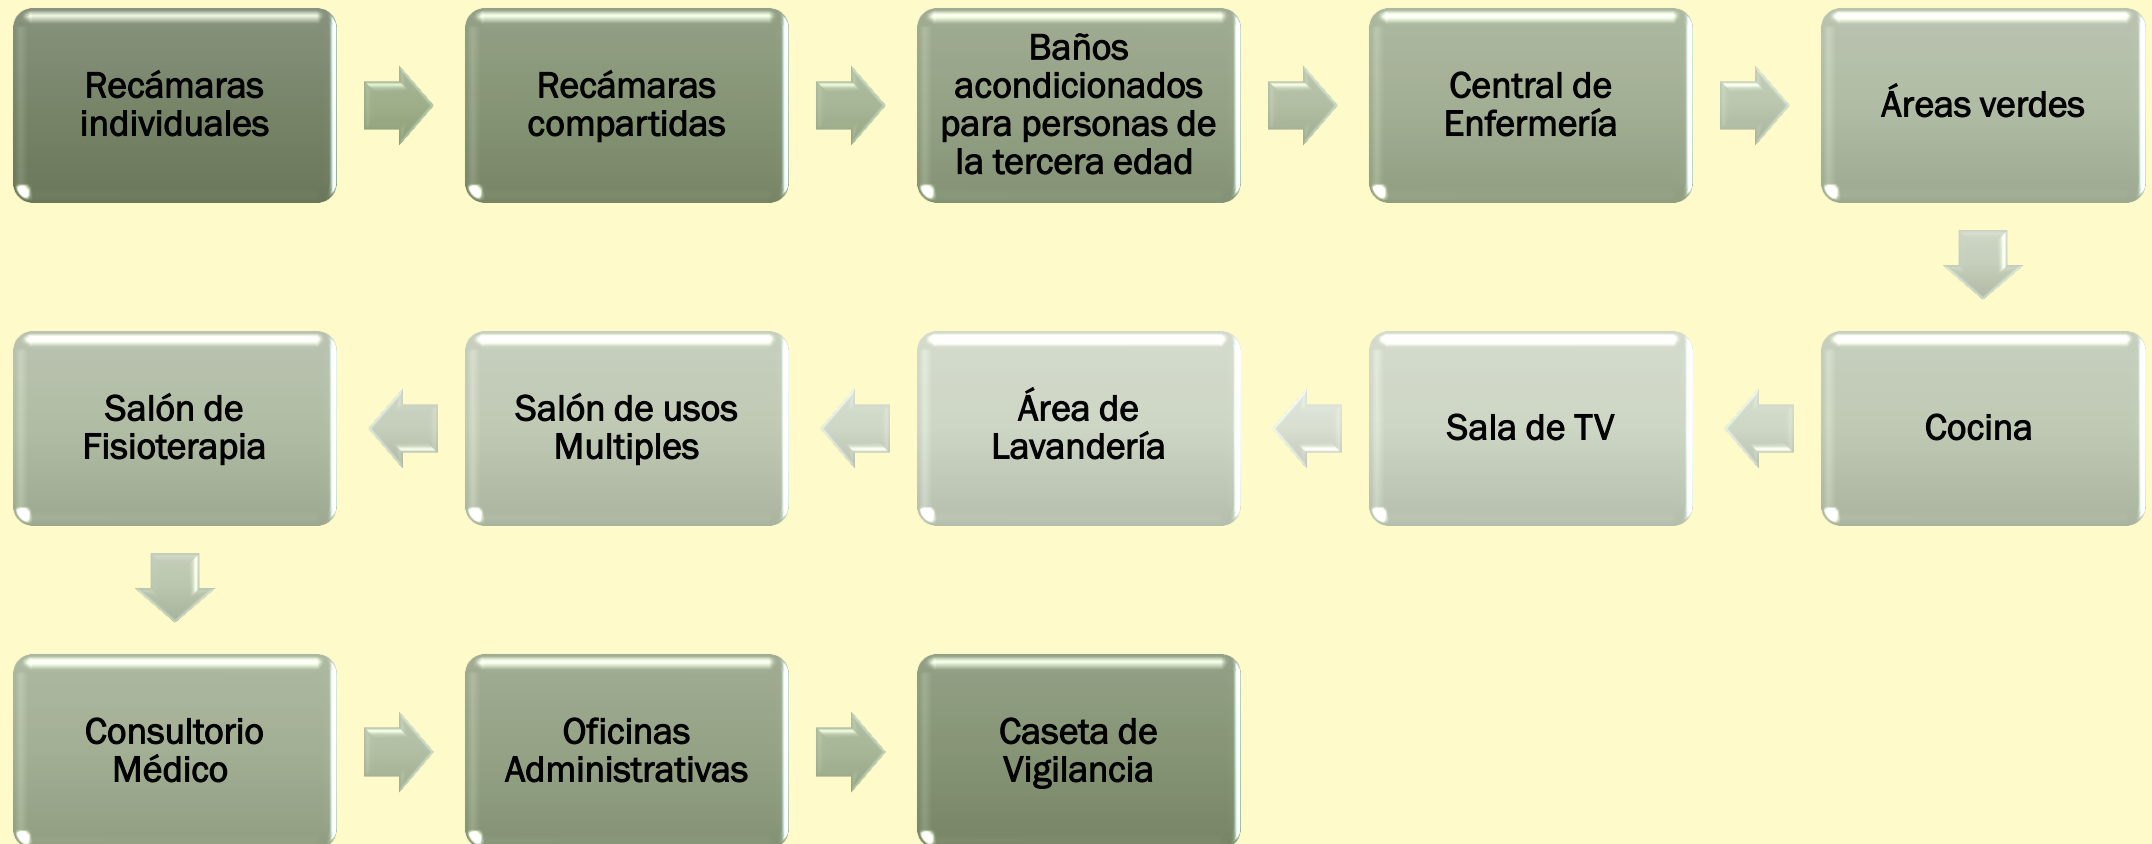 Recámaras
individuales
Recámaras
compartidas
Baños
acondicionados
para personas de
la tercera edad
Central de
Enfermería
Áreas verdes
Cocina
Sala de TV
Área de
Lavandería
Salón de usos
Multiples
Salón de
Fisioterapia
Consultorio
Médico
Oficinas
Administrativas
Caseta de
Vigilancia